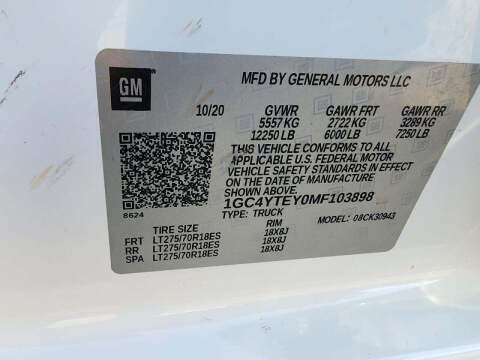 GM
MFD BY GENERAL MOTORS LLC
10/20 GVWR GAWR FRT GAWR RR
5557 KG 2722 KG 3289 KG
12250 LB 6000 LB 7250 LB
THIS VEHICLE CONFORMS TO ALL
APPLICABLE U.S. FEDERAL MOTOR
VEHICLE SAFETY STANDARDS IN EFFECT
ON THE DATE OF MANUFACTURE
SHOWN ABOVE.
1GC4YTEY0MF103898
8624
TYPE: TRUCK MODEL: 08CK30943
TIRE SIZE RIM
FRT LT275/70R18ES 18X8J
RR LT275/70R18ES 18X8J
SPA LT275/70R18ES 18X8J